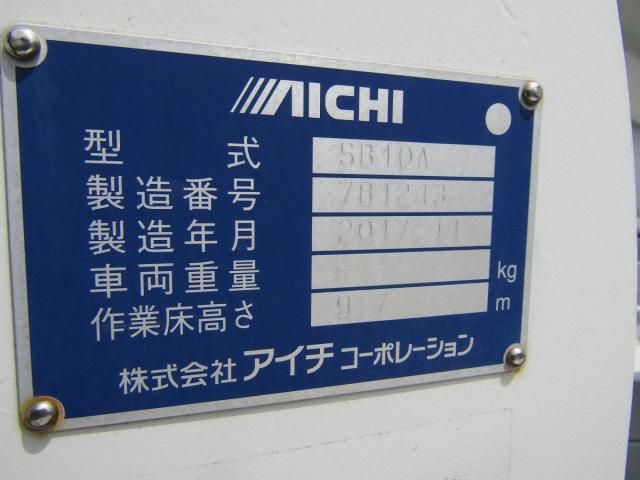 AICHI
型式 SB10A
製造番号 781243
製造年月 2017 11
車両重量 - kg
作業床高さ 9.7 m
株式会社 アイチ コーポレーション